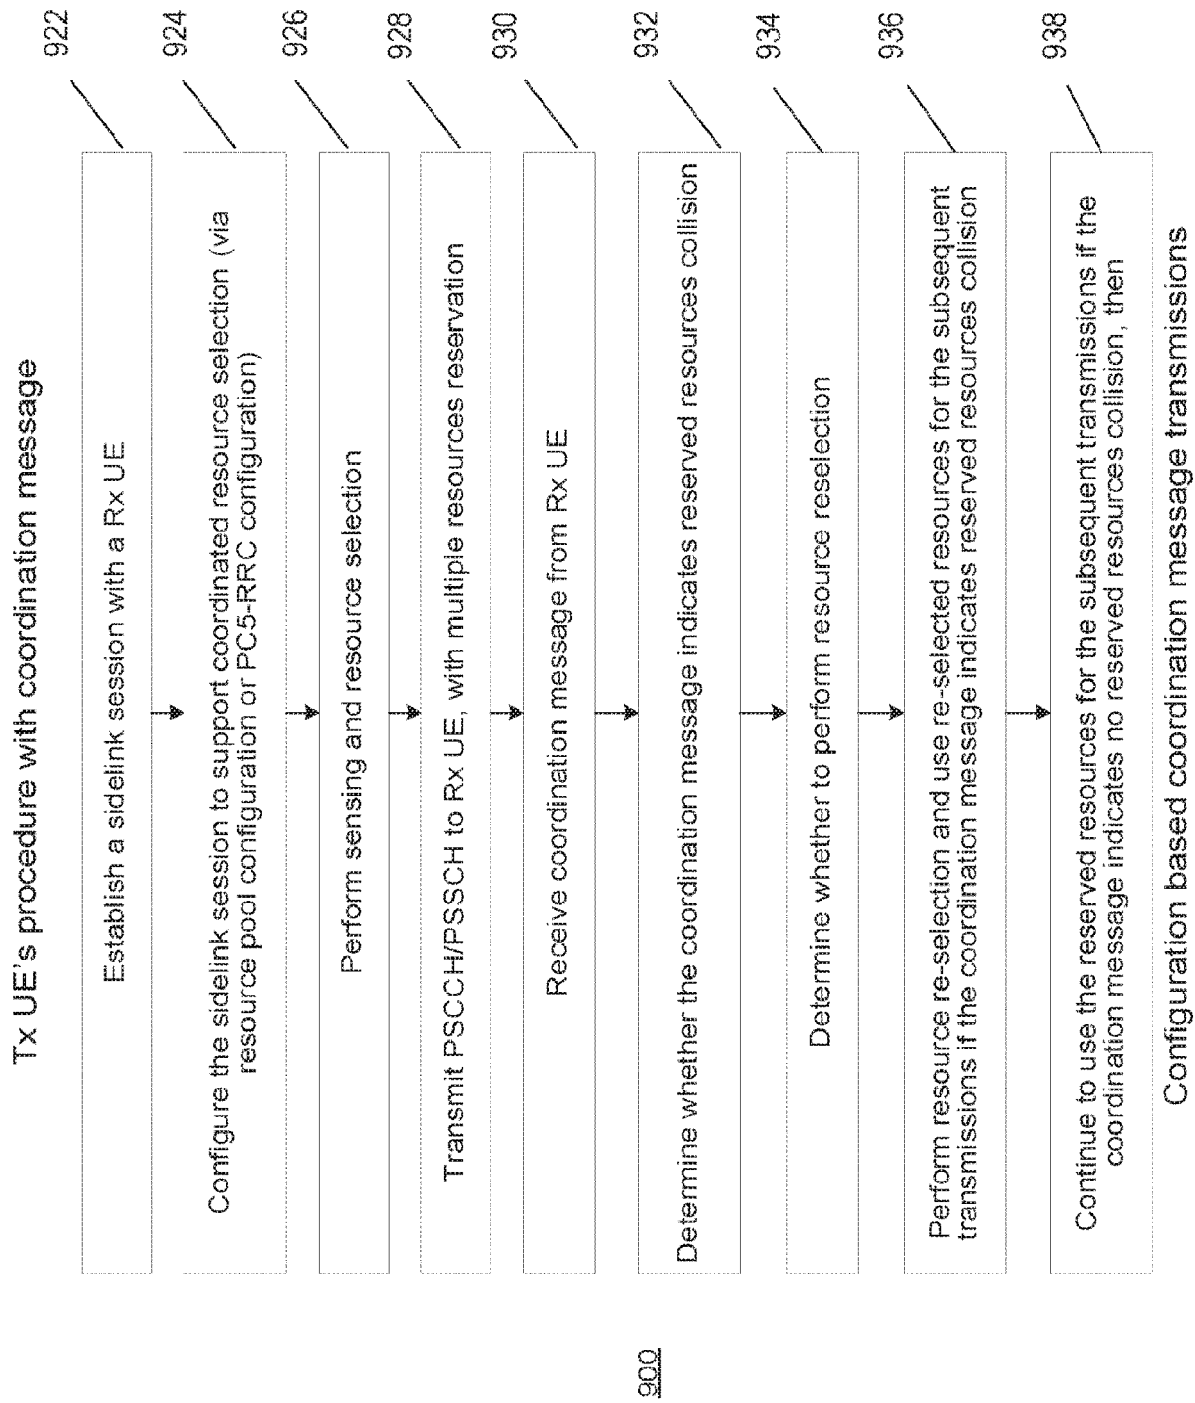 Tx UE's procedure with coordination message
922
Establish a sidelink session with a Rx UE
924
Configure the sidelink session to support coordinated resource selection (via
resource pool configuration or PC5-RRC configuration)
926
Perform sensing and resource selection
928
Transmit PSCCH/PSSCH to Rx UE, with multiple resources reservation
930
Receive coordination message from Rx UE
932
Determine whether the coordination message indicates reserved resources collision
934
Determine whether to perform resource reselection
936
Perform resource re-selection and use re-selected resources for the subsequent
transmissions if the coordination message indicates reserved resources collision
938
Continue to use the reserved resources for the subsequent transmissions if the
coordination message indicates no reserved resources collision, then
Configuration based coordination message transmissions
900